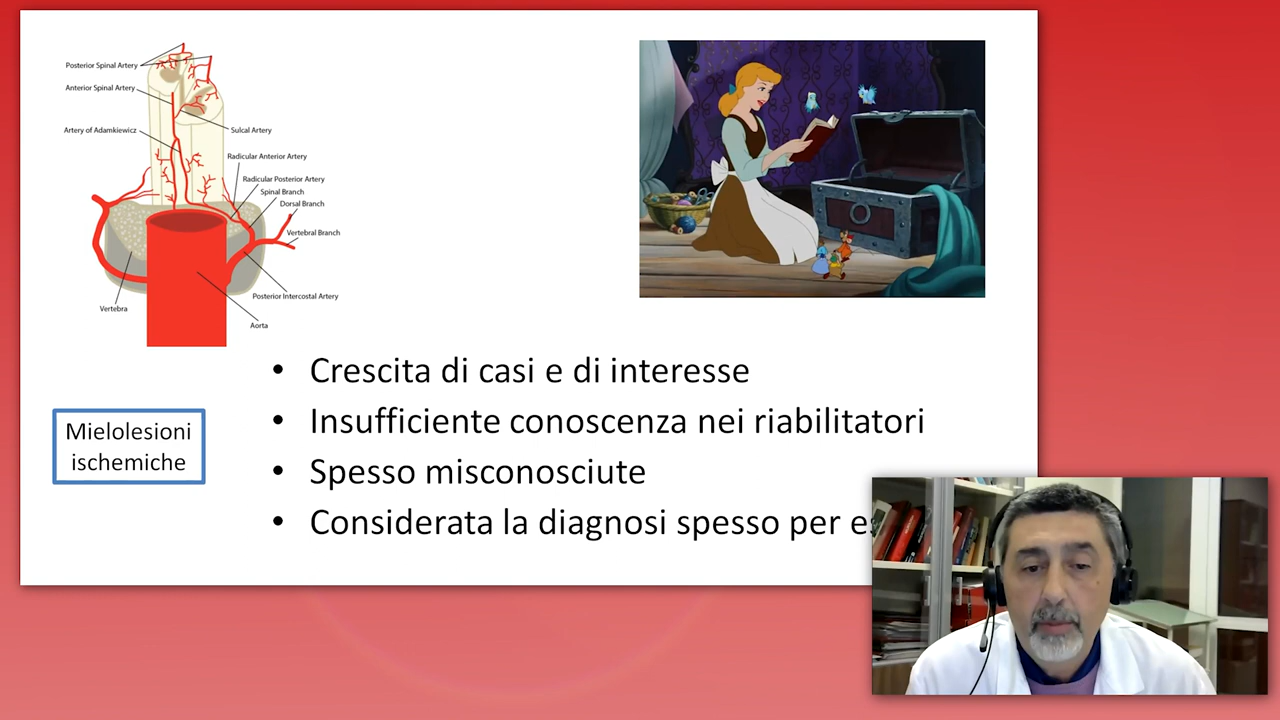 Posterior Spinal Artery
Anterior Spinal Artery
Artery of Adamkiewicz
Sulcal Artery
Radicular Anterior Artery
Radicular Posterior Artery
Spinal Branch
Dorsal Branch
Vertebral Branch
Posterior Intercostal Artery
Vertebra
Aorta
Mielolesioni
ischemiche
• Crescita di casi e di interesse
• Insufficiente conoscenza nei riabilitatori
• Spesso misconosciute
• Considerata la diagnosi spesso per